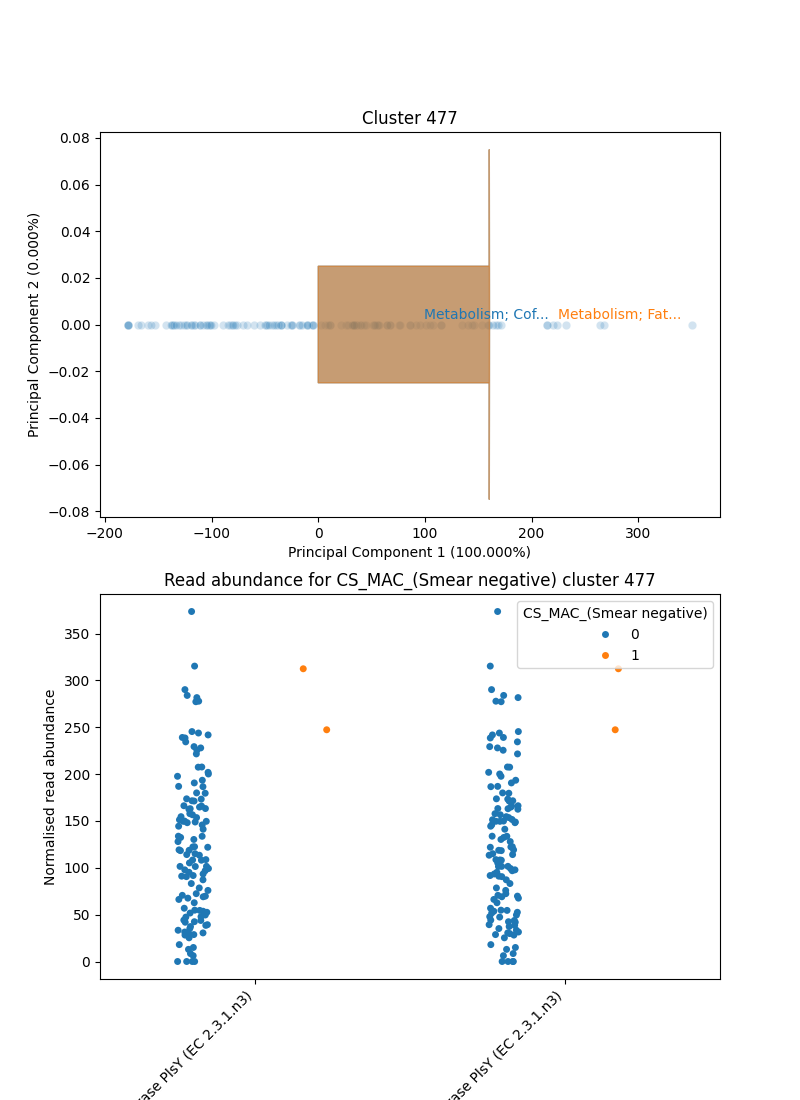 Cluster 477
0.08
0.06
0.04
0.02
0.00
−0.02
−0.04
−0.06
−0.08
Principal Component 2 (0.000%)
Metabolism; Cof... Metabolism; Fat...
−200 −100 0 100 200 300
Principal Component 1 (100.000%)
Read abundance for CS_MAC_(Smear negative) cluster 477
350
300
250
200
150
100
50
0
Normalised read abundance
CS_MAC_(Smear negative)
0
1
PlsY (EC 2.3.1.n3)
PlsY (EC 2.3.1.n3)